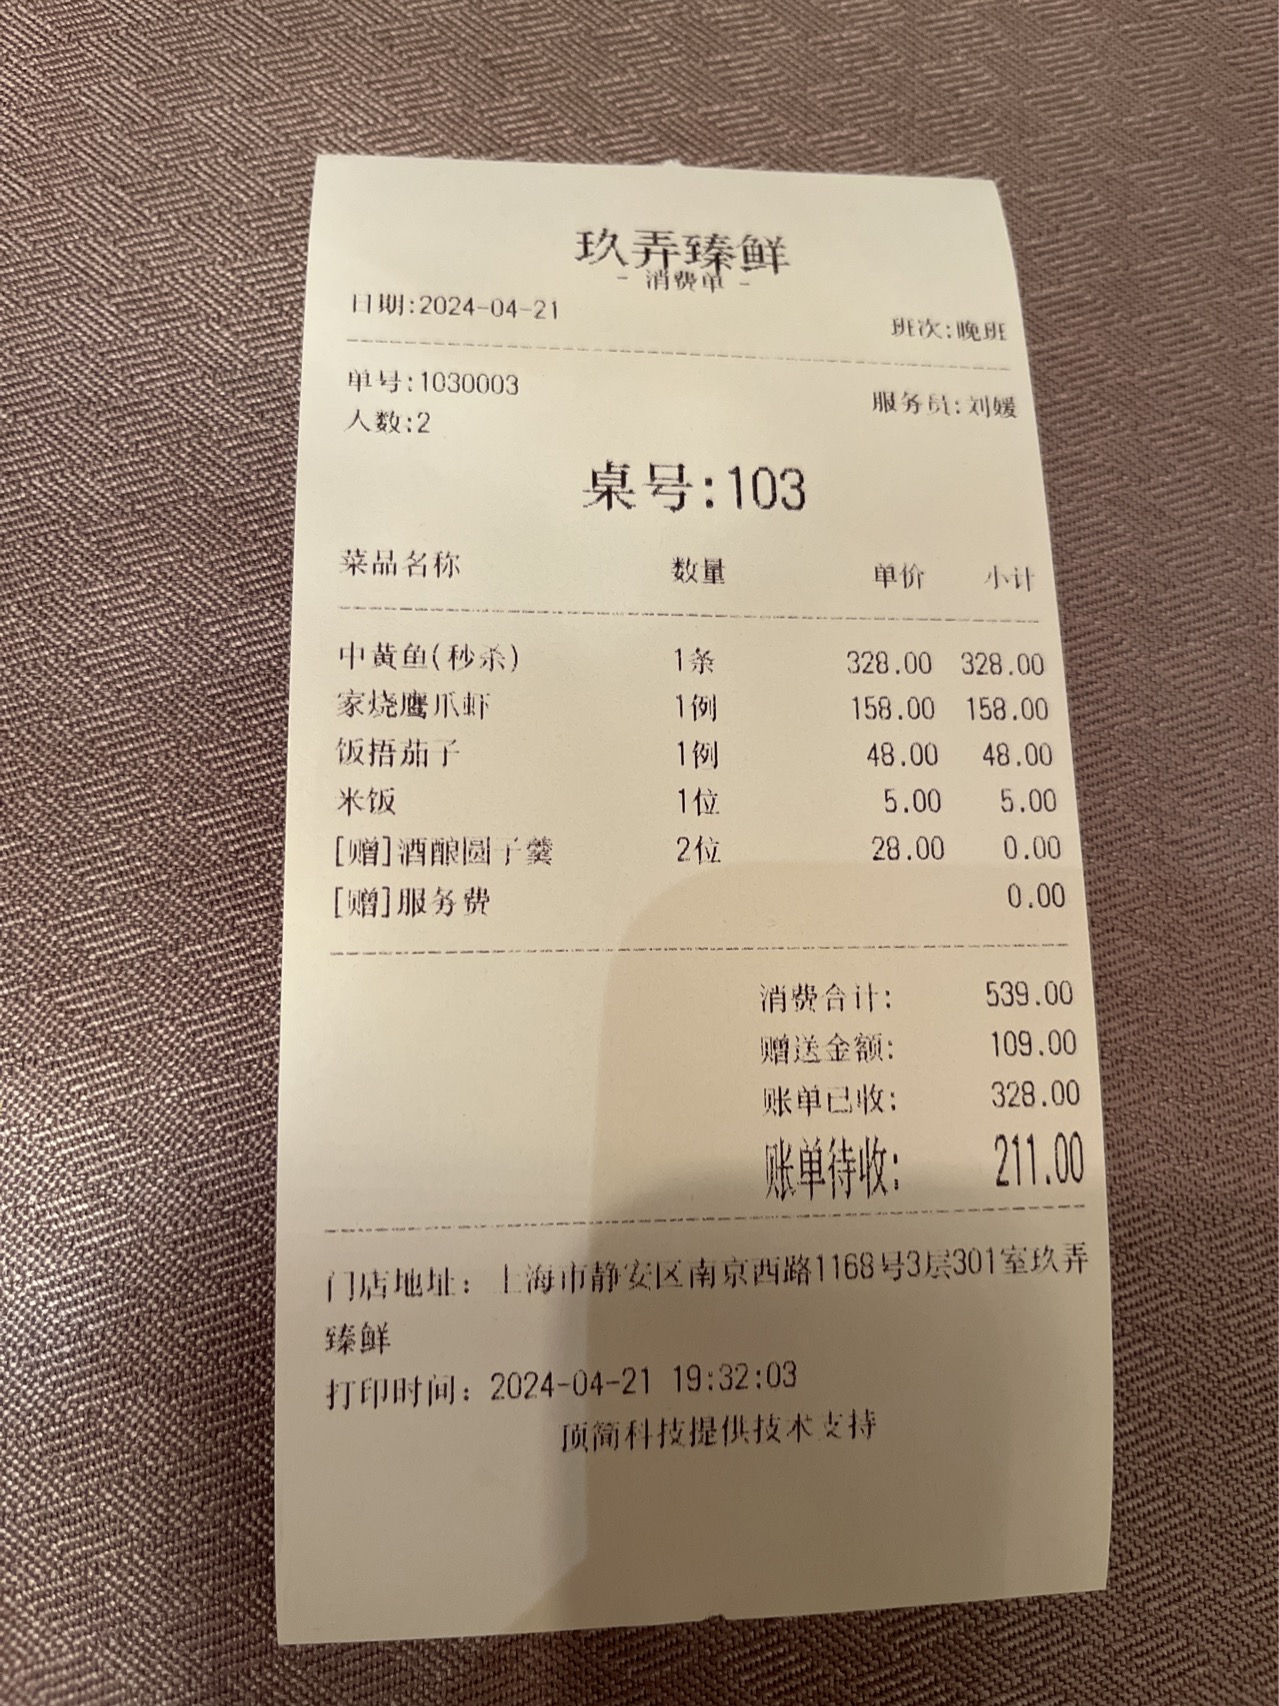 玖弄臻鲜
- 消费单 -
日期:2024-04-21 班次:晚班
单号:1030003 服务员:刘媛
人数:2
桌号:103
菜品名称 数量 单价 小计
中黄鱼(秒杀) 1条 328.00 328.00
家烧鹰爪虾 1例 158.00 158.00
饭捂茄子 1例 48.00 48.00
米饭 1位 5.00 5.00
[赠]酒酿圆子羹 2位 28.00 0.00
[赠]服务费 0.00
消费合计: 539.00
赠送金额: 109.00
账单已收: 328.00
账单待收: 211.00
门店地址：上海市静安区南京西路1168号3层301室玖弄
臻鲜
打印时间：2024-04-21 19:32:03
顶简科技提供技术支持